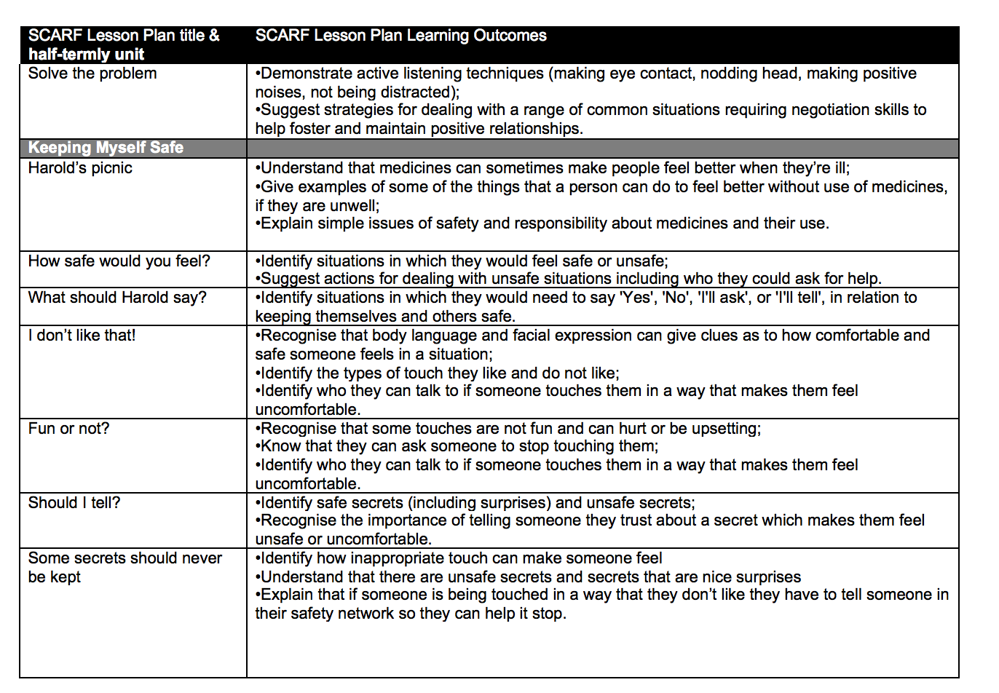 SCARF Lesson Plan title &
half-termly unit
SCARF Lesson Plan Learning Outcomes
Solve the problem
•Demonstrate active listening techniques (making eye contact, nodding head, making positive
noises, not being distracted);
•Suggest strategies for dealing with a range of common situations requiring negotiation skills to
help foster and maintain positive relationships.
Keeping Myself Safe
Harold’s picnic
•Understand that medicines can sometimes make people feel better when they’re ill;
•Give examples of some of the things that a person can do to feel better without use of medicines,
if they are unwell;
•Explain simple issues of safety and responsibility about medicines and their use.
How safe would you feel?
•Identify situations in which they would feel safe or unsafe;
•Suggest actions for dealing with unsafe situations including who they could ask for help.
What should Harold say?
•Identify situations in which they would need to say 'Yes', 'No', 'I'll ask', or 'I'll tell', in relation to
keeping themselves and others safe.
I don’t like that!
•Recognise that body language and facial expression can give clues as to how comfortable and
safe someone feels in a situation;
•Identify the types of touch they like and do not like;
•Identify who they can talk to if someone touches them in a way that makes them feel
uncomfortable.
Fun or not?
•Recognise that some touches are not fun and can hurt or be upsetting;
•Know that they can ask someone to stop touching them;
•Identify who they can talk to if someone touches them in a way that makes them feel
uncomfortable.
Should I tell?
•Identify safe secrets (including surprises) and unsafe secrets;
•Recognise the importance of telling someone they trust about a secret which makes them feel
unsafe or uncomfortable.
Some secrets should never
be kept
•Identify how inappropriate touch can make someone feel
•Understand that there are unsafe secrets and secrets that are nice surprises
•Explain that if someone is being touched in a way that they don’t like they have to tell someone in
their safety network so they can help it stop.